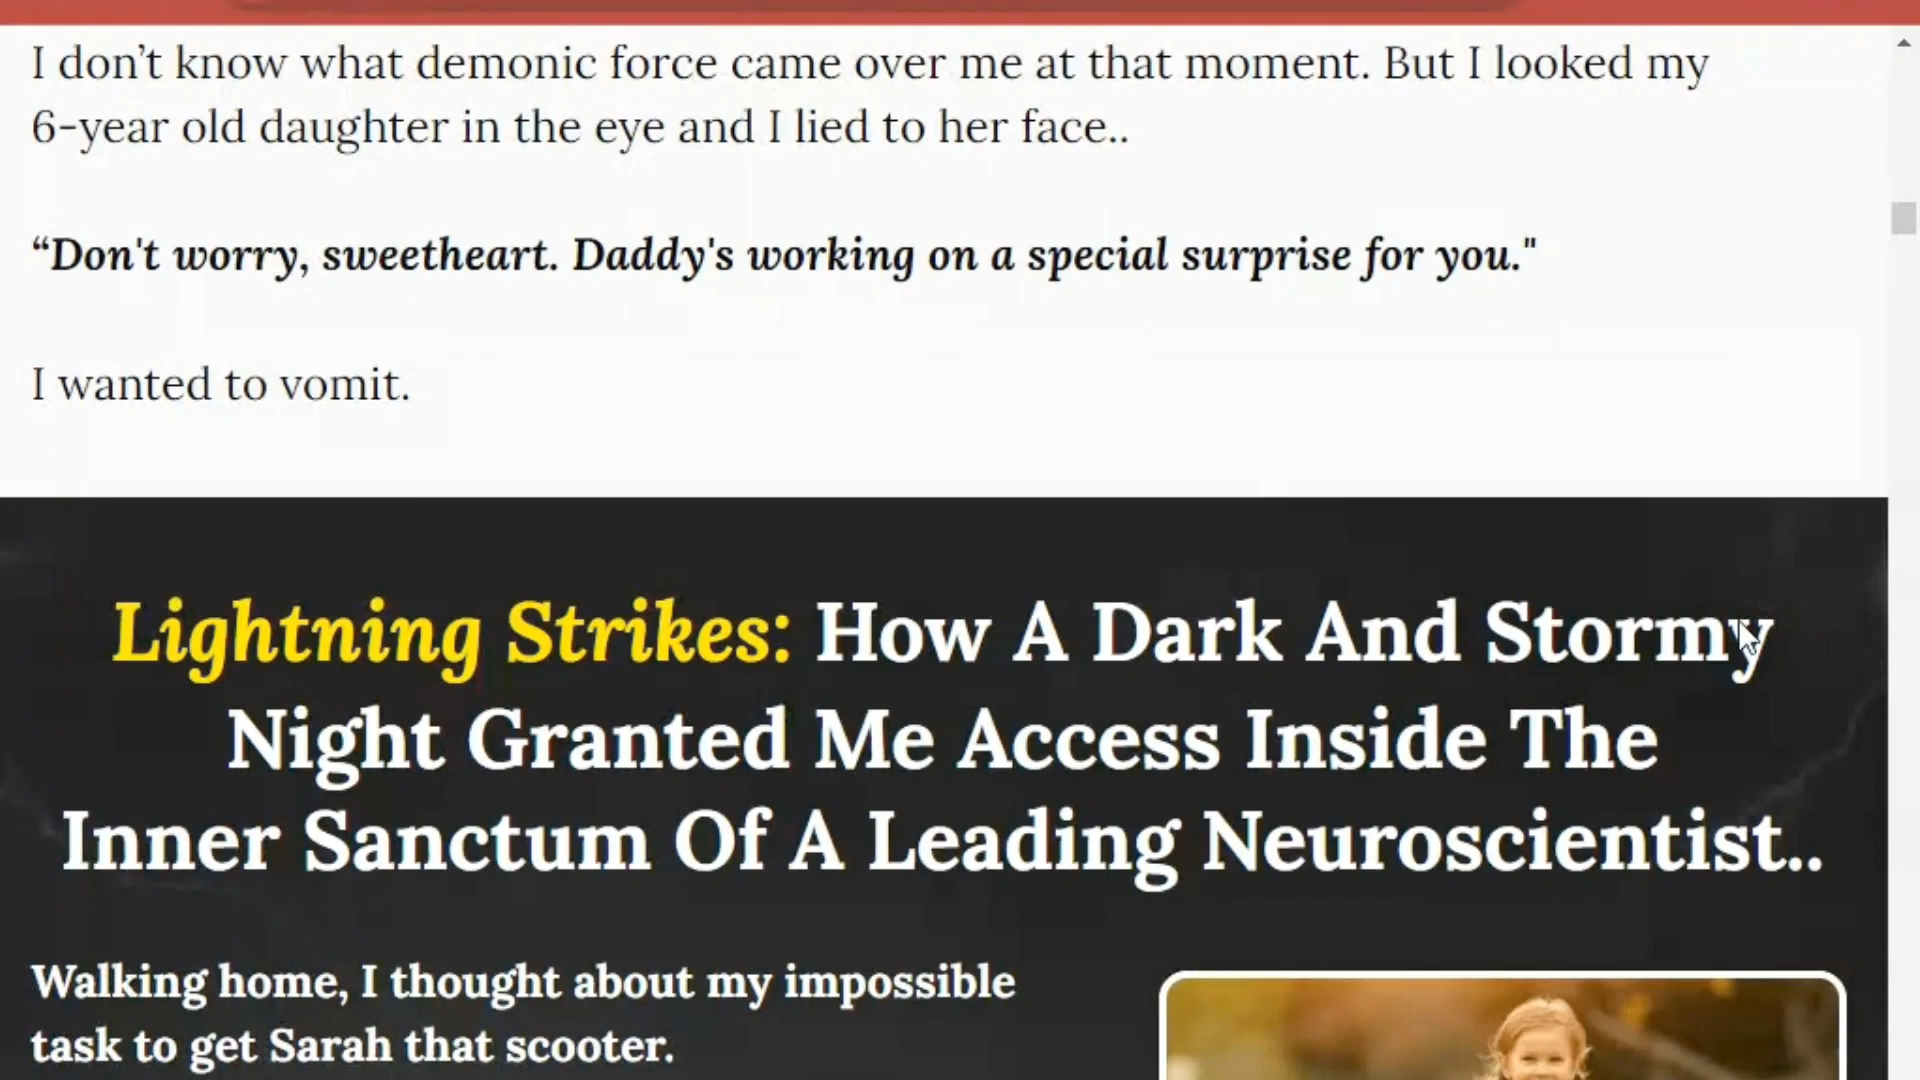 I don’t know what demonic force came over me at that moment. But I looked my
6-year old daughter in the eye and I lied to her face..
“Don't worry, sweetheart. Daddy's working on a special surprise for you."
I wanted to vomit.
Lightning Strikes: How A Dark And Stormy
Night Granted Me Access Inside The
Inner Sanctum Of A Leading Neuroscientist..
Walking home, I thought about my impossible
task to get Sarah that scooter.